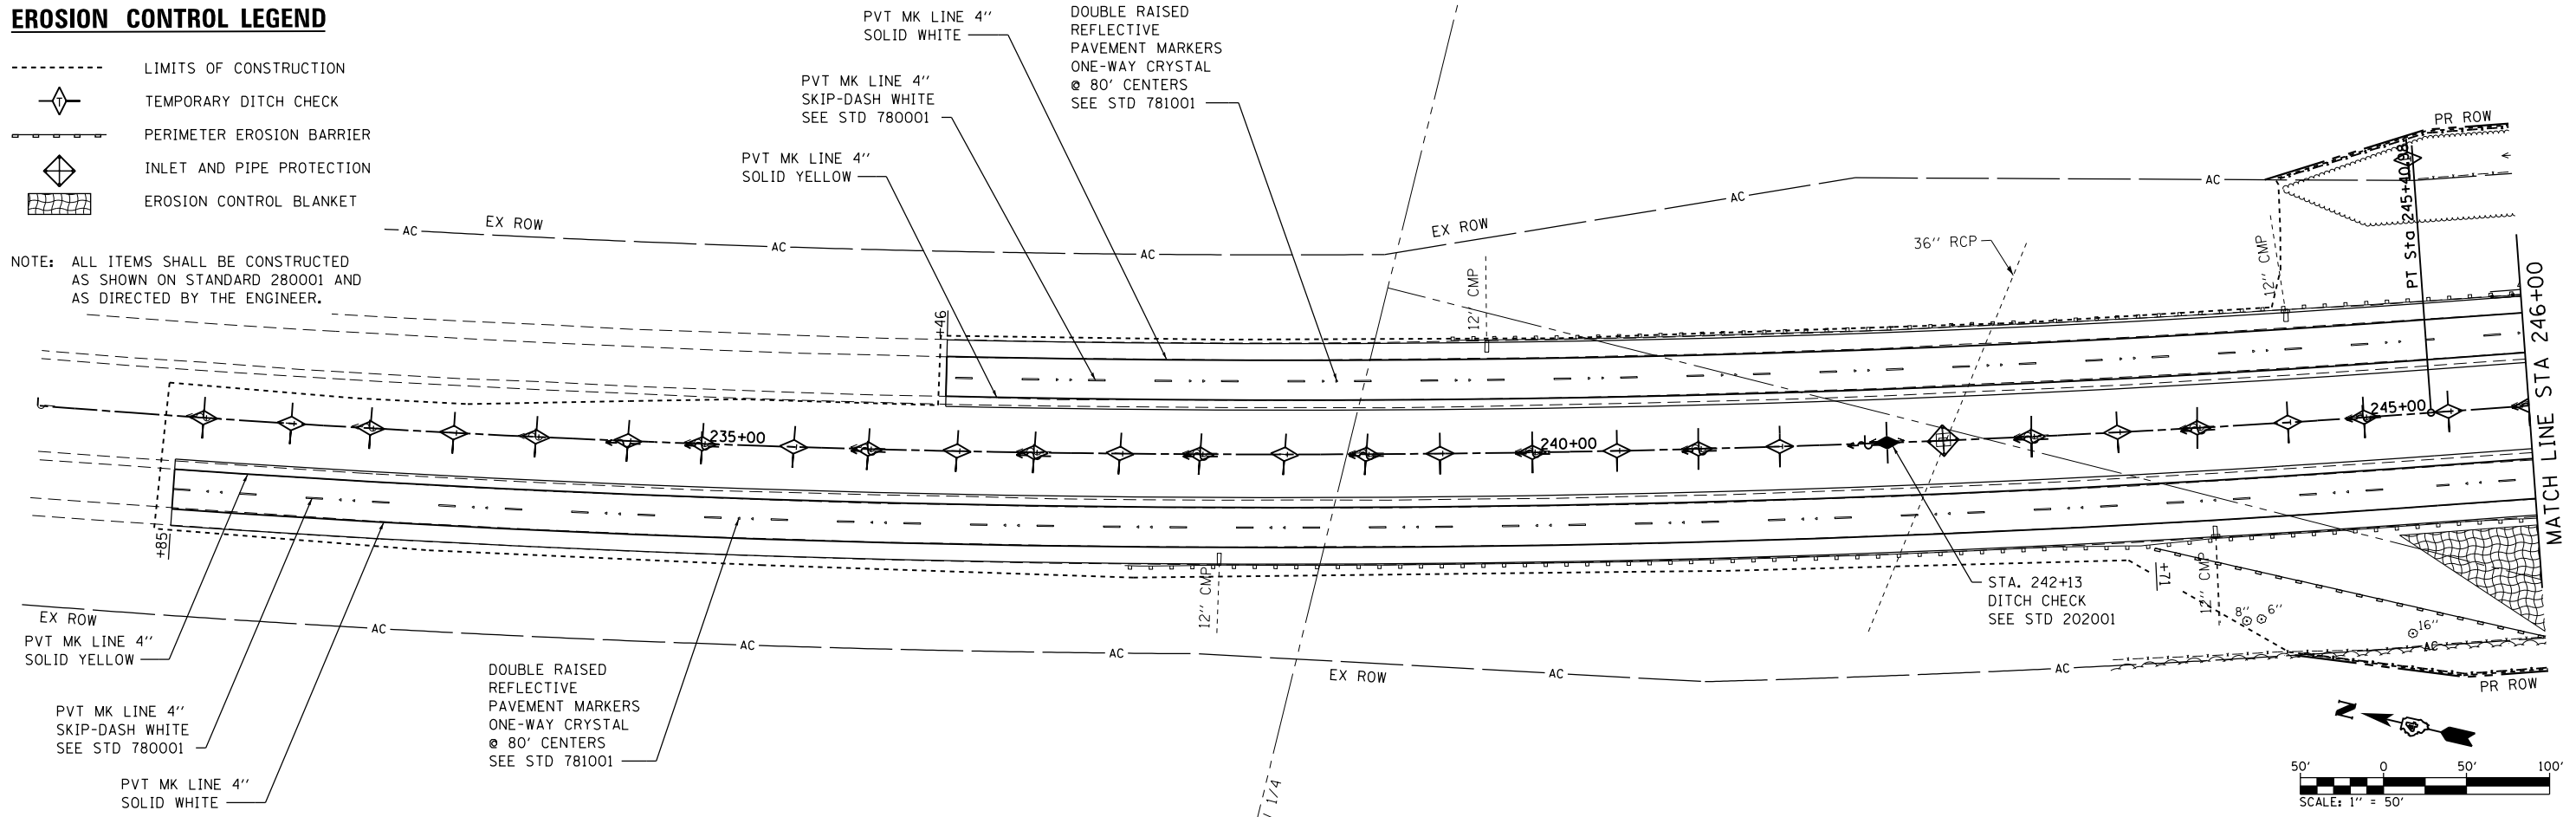 EROSION CONTROL LEGEND
LIMITS OF CONSTRUCTION
T
TEMPORARY DITCH CHECK
PERIMETER EROSION BARRIER
INLET AND PIPE PROTECTION
EROSION CONTROL BLANKET
NOTE: ALL ITEMS SHALL BE CONSTRUCTED
AS SHOWN ON STANDARD 280001 AND
AS DIRECTED BY THE ENGINEER.
PVT MK LINE 4''
SOLID WHITE
PVT MK LINE 4''
SKIP-DASH WHITE
SEE STD 780001
PVT MK LINE 4''
SOLID YELLOW
DOUBLE RAISED
REFLECTIVE
PAVEMENT MARKERS
ONE-WAY CRYSTAL
@ 80' CENTERS
SEE STD 781001
AC
EX ROW
AC
AC
EX ROW
AC
AC
PR ROW
36'' RCP
12'' CMP
12'' CMP
PT Sta 245+40.98
MATCH LINE STA 246+00
+46
235+00
240+00
245+00
+85
12'' CMP
STA. 242+13
DITCH CHECK
SEE STD 202001
+71
12'' CMP
8''
6''
16''
EX ROW
AC
AC
AC
EX ROW
AC
AC
AC
PR ROW
PVT MK LINE 4''
SOLID YELLOW
PVT MK LINE 4''
SKIP-DASH WHITE
SEE STD 780001
PVT MK LINE 4''
SOLID WHITE
DOUBLE RAISED
REFLECTIVE
PAVEMENT MARKERS
ONE-WAY CRYSTAL
@ 80' CENTERS
SEE STD 781001
1/4
N
50' 0 50' 100'
SCALE: 1'' = 50'